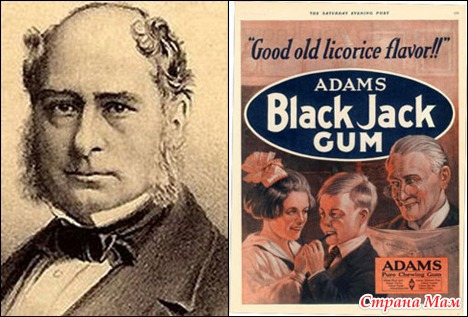 THE SATURDAY EVENING POST
"Good old licorice flavor!!"
ADAMS
Black Jack
GUM
ADAMS
Pure Chewing Gum
Страна Мам